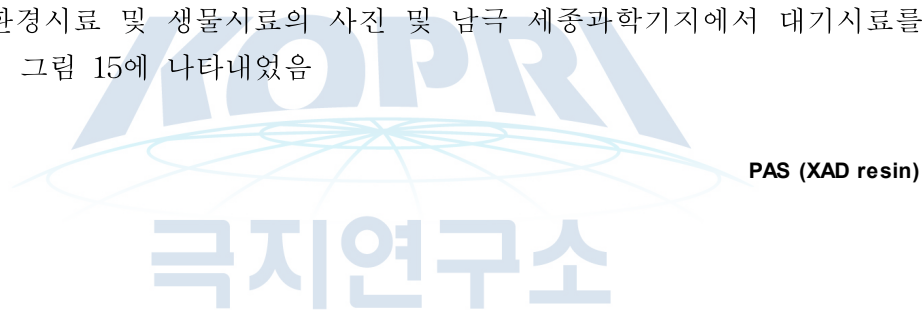 환경시료 및 생물시료의 사진 및 남극 세종과학기지에서 대기시료를
그림 15에 나타내었음
KOPRI
PAS (XAD resin)
극지연구소